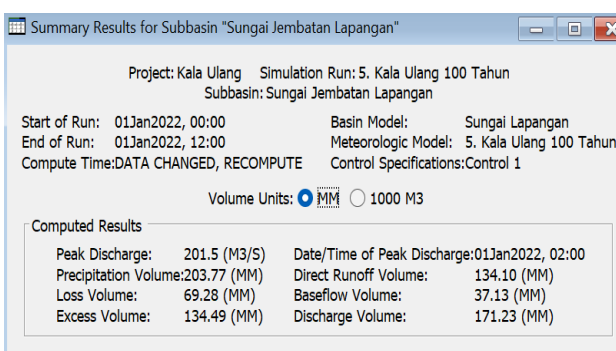 Summary Results for Subbasin "Sungai Jembatan Lapangan"
Project: Kala Ulang Simulation Run: 5. Kala Ulang 100 Tahun
Subbasin: Sungai Jembatan Lapangan
Start of Run: 01Jan2022, 00:00 Basin Model: Sungai Lapangan
End of Run: 01Jan2022, 12:00 Meteorologic Model: 5. Kala Ulang 100 Tahun
Compute Time:DATA CHANGED, RECOMPUTE Control Specifications:Control 1
Volume Units: MM 1000 M3
Computed Results
Peak Discharge: 201.5 (M3/S) Date/Time of Peak Discharge:01Jan2022, 02:00
Precipitation Volume:203.77 (MM) Direct Runoff Volume: 134.10 (MM)
Loss Volume: 69.28 (MM) Baseflow Volume: 37.13 (MM)
Excess Volume: 134.49 (MM) Discharge Volume: 171.23 (MM)